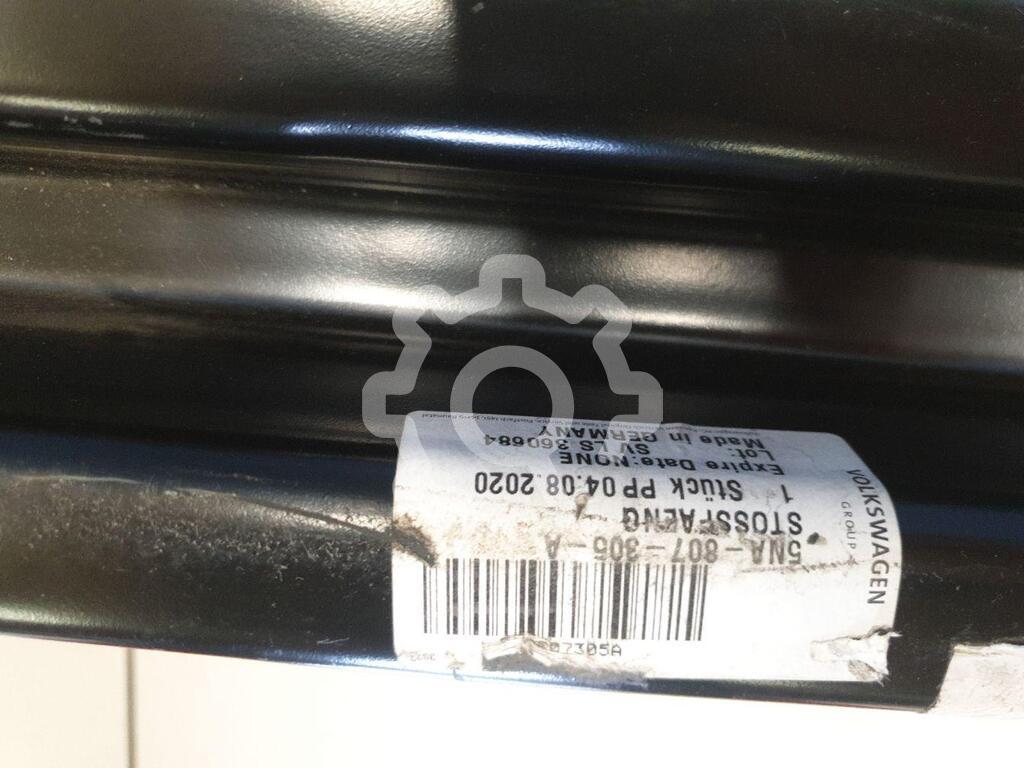 VOLKSWAGEN
GROUP
5NA-807-305-A
STOSSFAENG
1 Stück PP 04.08.2020
Expire Date:NONE
Lot: SV LS 360684
Made in GERMANY
07305A